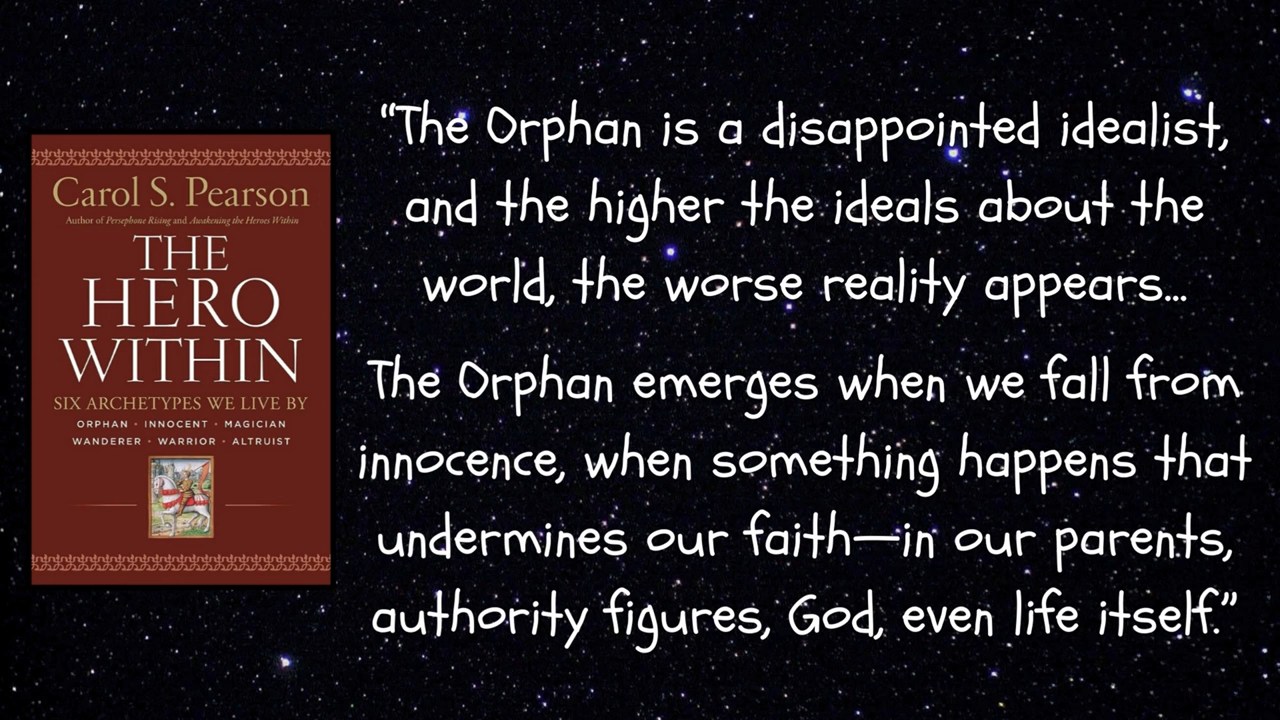 Carol S. Pearson
Author of Persephone Rising and Awakening the Heroes Within
THE
HERO
WITHIN
SIX ARCHETYPES WE LIVE BY
ORPHAN • INNOCENT • MAGICIAN
WANDERER • WARRIOR • ALTRUIST
“The Orphan is a disappointed idealist,
and the higher the ideals about the
world, the worse reality appears...
The Orphan emerges when we fall from
innocence, when something happens that
undermines our faith—in our parents,
authority figures, God, even life itself.”